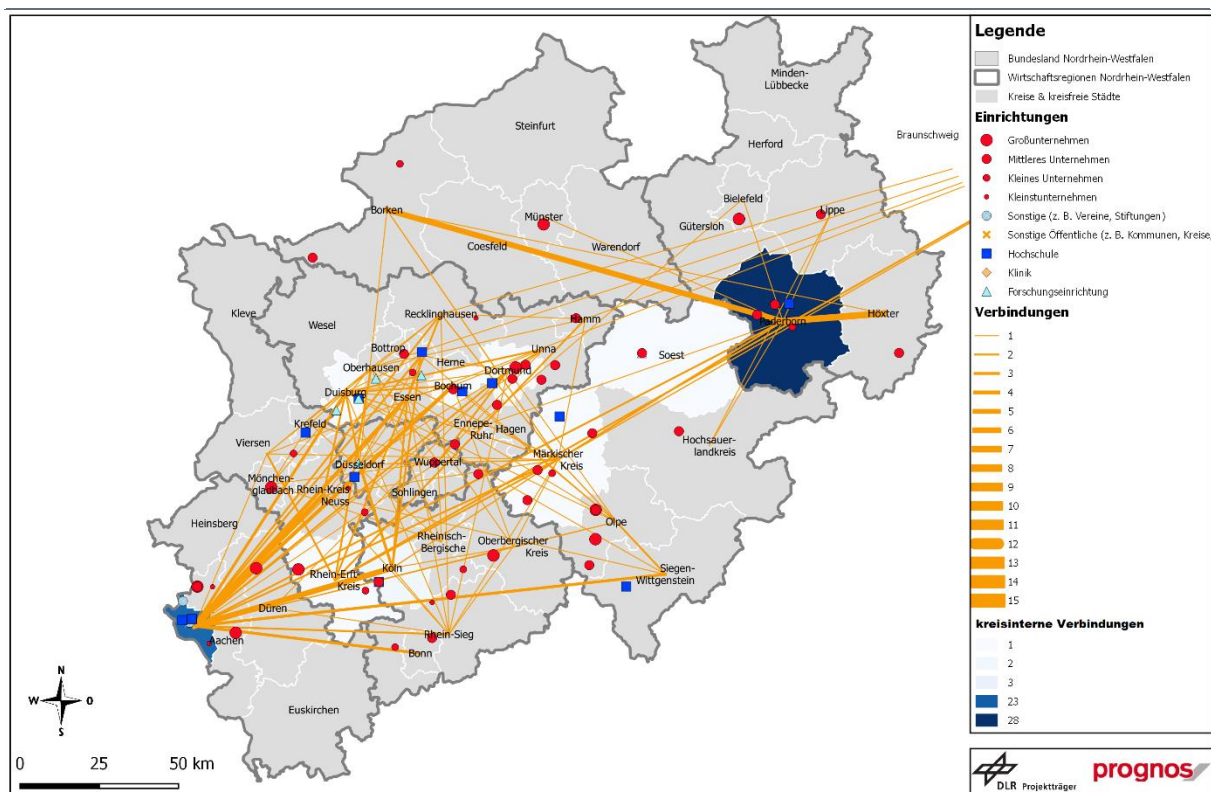 Legende
Bundesland Nordrhein-Westfalen
Wirtschaftsregionen Nordrhein-Westfalen
Kreise & kreisfreie Städte
Einrichtungen
Großunternehmen
Mittleres Unternehmen
Kleines Unternehmen
Kleinstunternehmen
Sonstige (z. B. Vereine, Stiftungen)
Sonstige Öffentliche (z. B. Kommunen, Kreise,
Hochschule
Klinik
Forschungseinrichtung
Verbindungen
1
2
3
4
5
6
7
8
9
10
11
12
13
14
15
kreisinterne Verbindungen
1
2
3
23
28
DLR Projektträger
prognos
Minden-
Lübbecke
Steinfurt
Braunschweig
Herford
Borken
Bielefeld
Lippe
Münster
Gütersloh
Coesfeld
Warendorf
Kleve
Wesel
Recklinghausen
Hamm
Paderborn
Höxter
Bottrop
Unna
Soest
Oberhausen
Herne
Dortmund
Duisburg
Bochum
Essen
Krefeld
Ennepe-
Ruhr
Hagen
Viersen
Hochsauer-
landkreis
Märkischer
Kreis
Düsseldorf
Wuppertal
Mönchen-
gladbach
Rhein-Kreis
Neuss
Sohlingen
Heinsberg
Olpe
Rheinisch-
Bergische
Oberbergischer
Kreis
Köln
Rhein-Erft-
Kreis
Siegen-
Wittgenstein
Düren
Aachen
Rhein-Sieg
Bonn
Euskirchen
N
W O
S
0 25 50 km